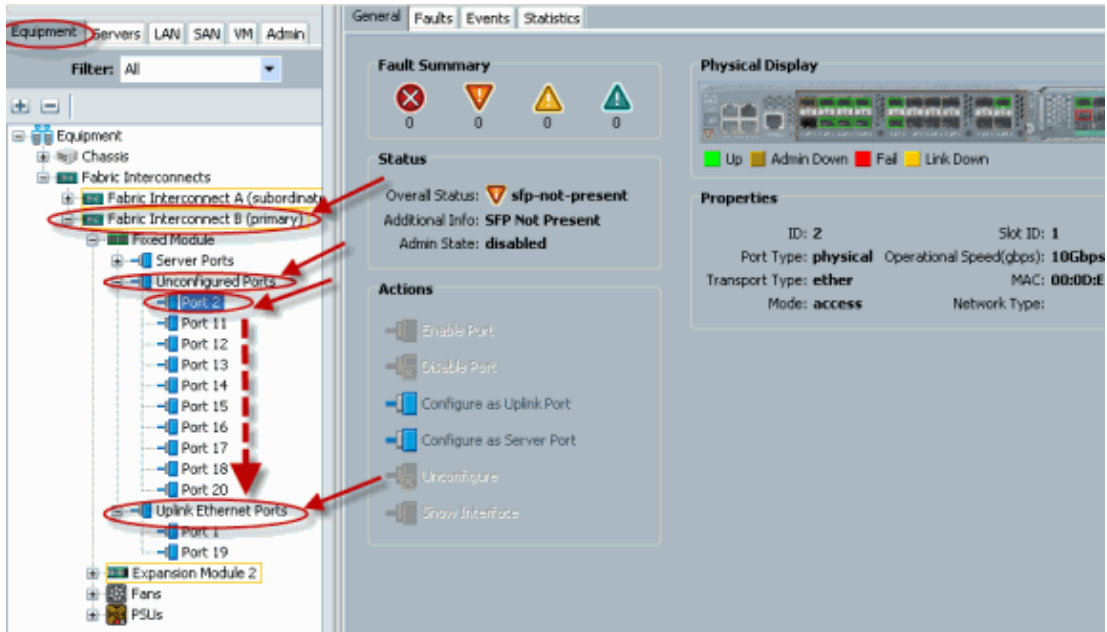 Equipment Servers LAN SAN VM Admin
Filter: All
Equipment
Chassis
Fabric Interconnects
Fabric Interconnect A (subordinate
Fabric Interconnect B (primary)
Fixed Module
Server Ports
Unconfigured Ports
Port 2
Port 11
Port 12
Port 13
Port 14
Port 15
Port 16
Port 17
Port 18
Port 20
Uplink Ethernet Ports
Port 1
Port 19
Expansion Module 2
Fans
PSUs
General Faults Events Statistics
Fault Summary
0 0 0 0
Status
Overall Status: sfp-not-present
Additional Info: SFP Not Present
Admin State: disabled
Actions
Enable Port
Disable Port
Configure as Uplink Port
Configure as Server Port
Unconfigure
Show Interface
Physical Display
Up Admin Down Fail Link Down
Properties
ID: 2 Slot ID: 1
Port Type: physical Operational Speed(gbps): 10Gbps
Transport Type: ether MAC: 00:0D:E
Mode: access Network Type: